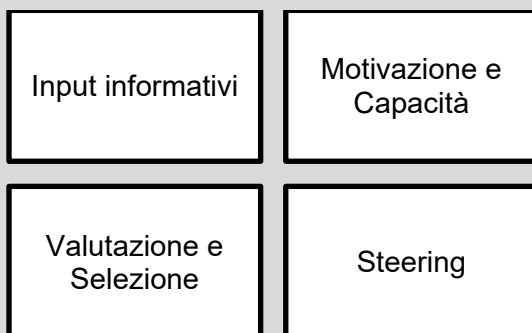 Input informativi
Motivazione e
Capacità
Valutazione e
Selezione
Steering